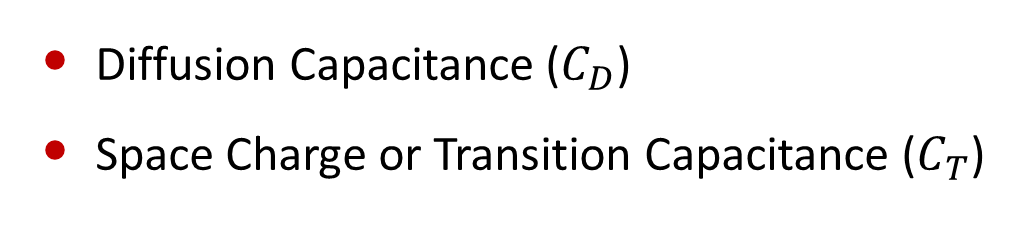 • Diffusion Capacitance (C_D)
• Space Charge or Transition Capacitance (C_T)